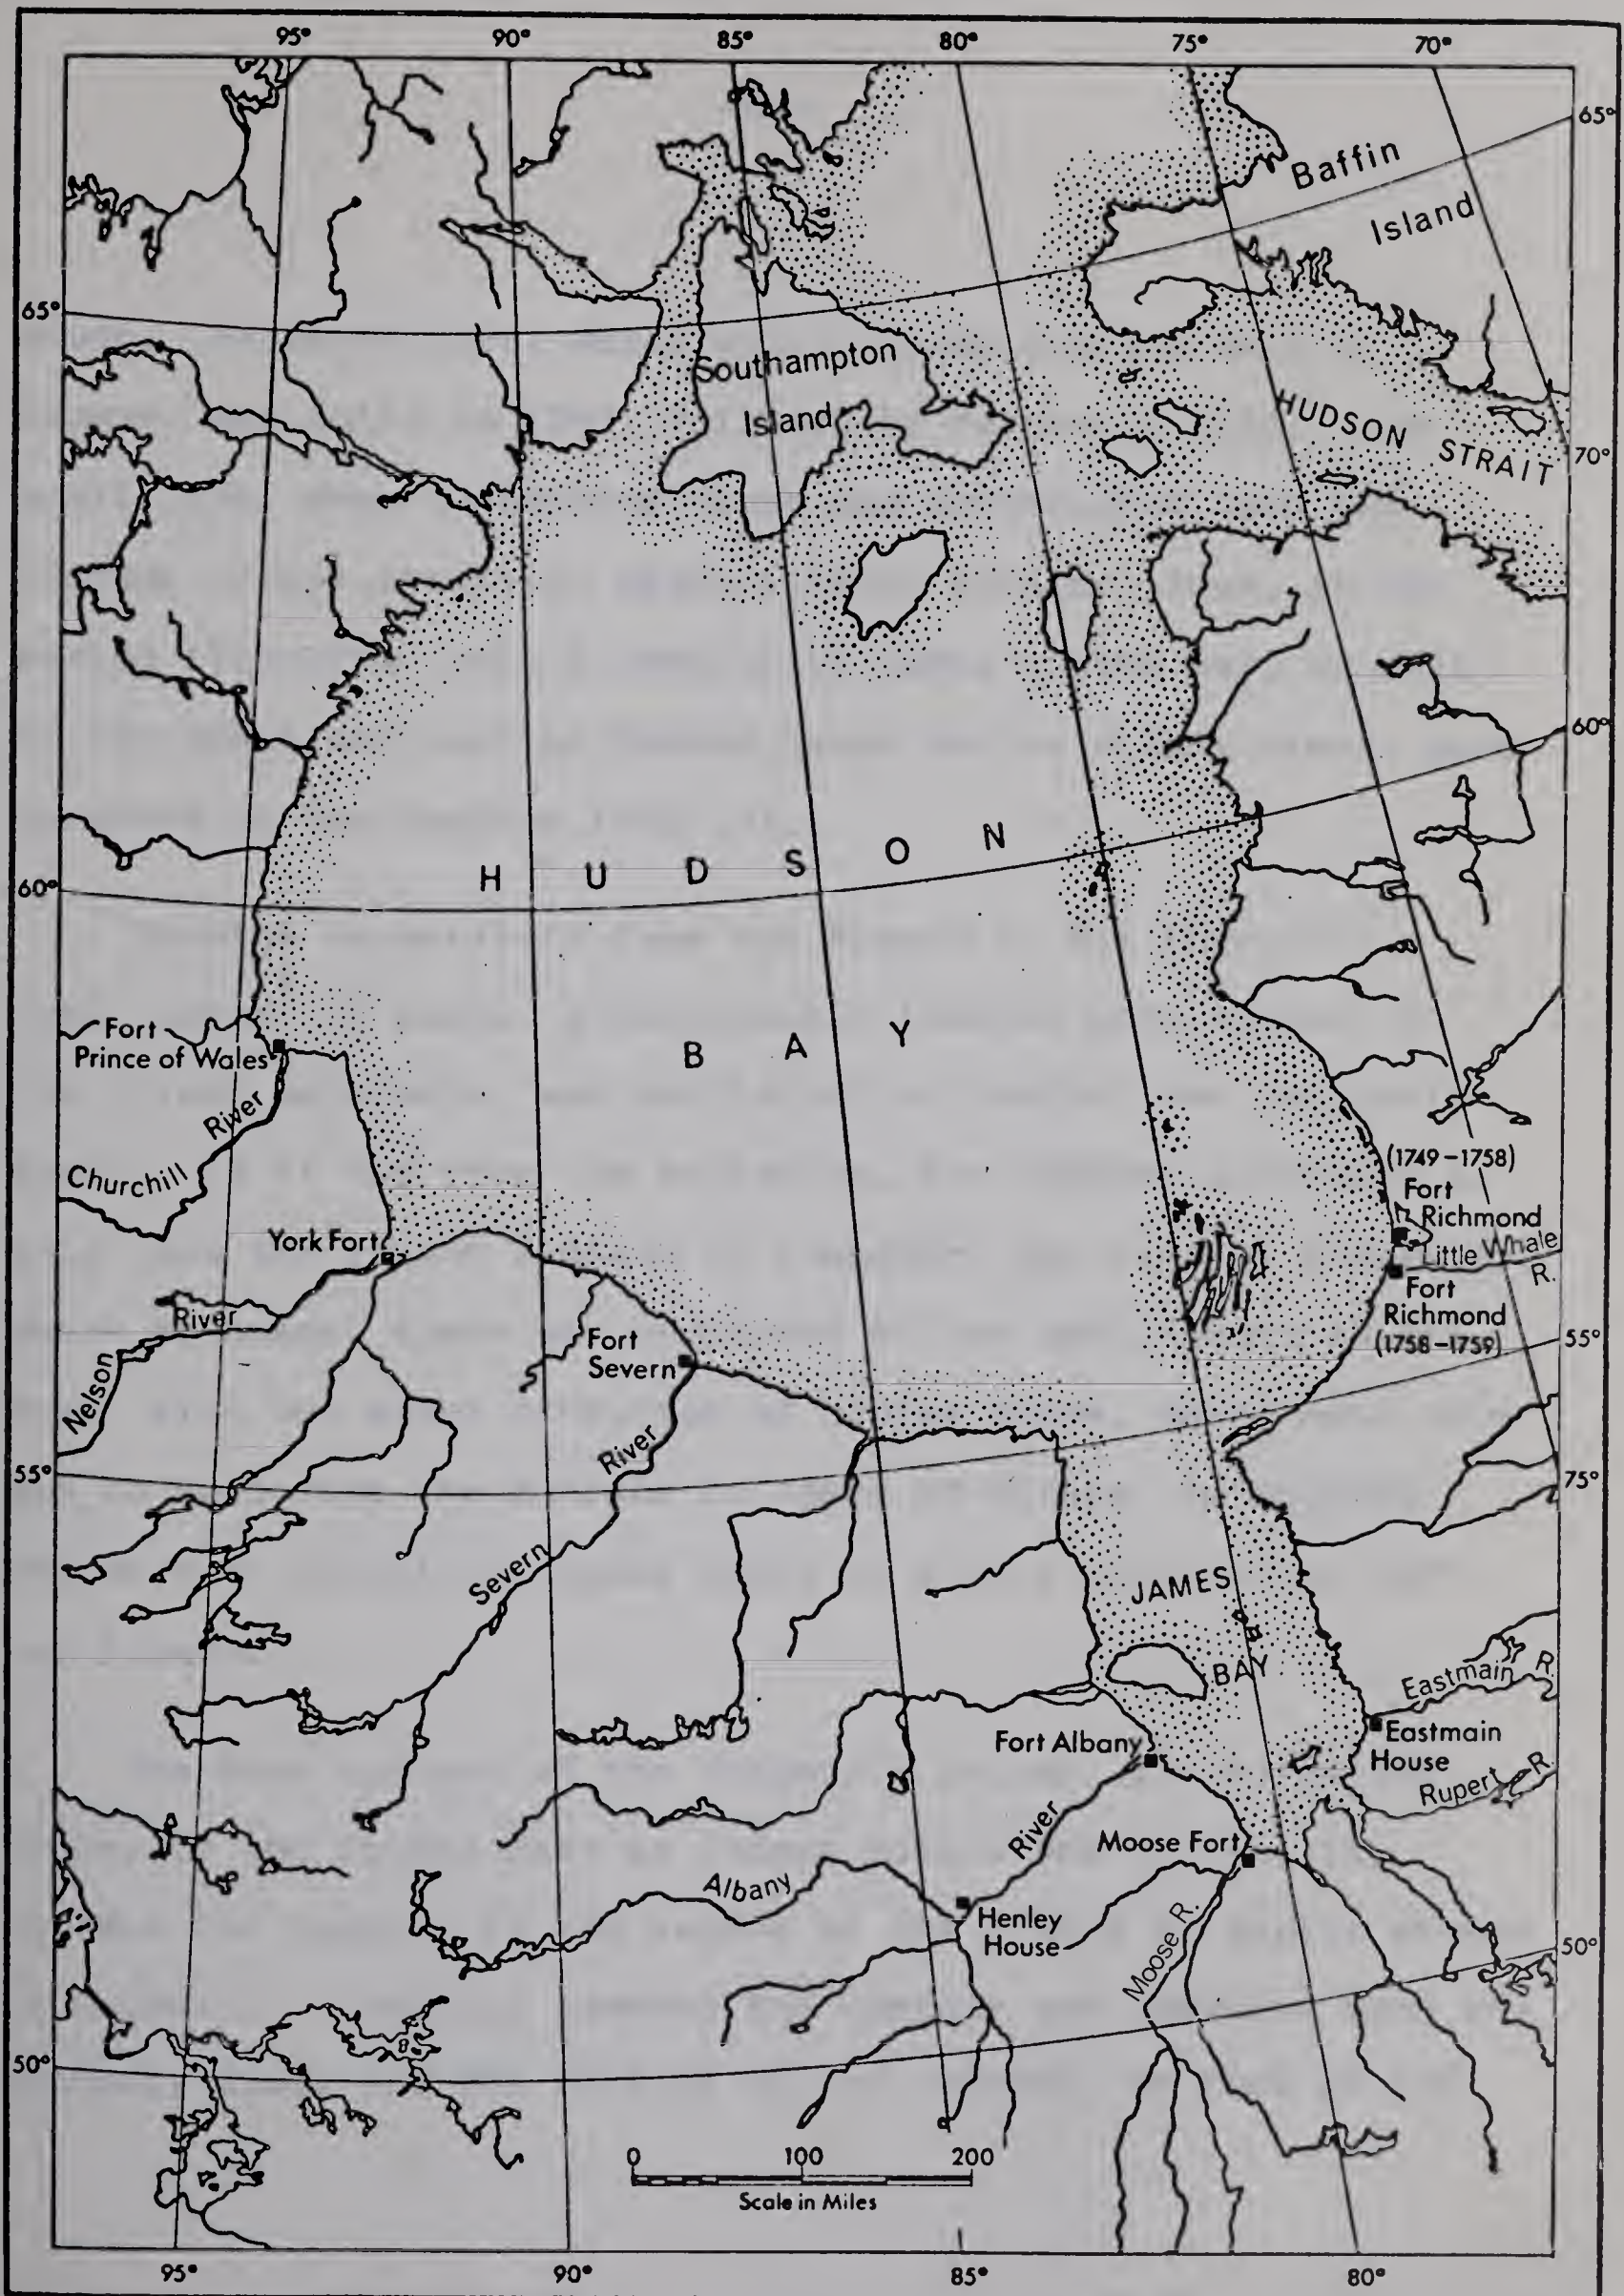 95° 90° 85° 80° 75° 70°
65°
Baffin
Island
65°
Southampton
Island
HUDSON STRAIT
70°
60°
HUDSON
60°
BAY
Fort
Prince of Wales
River
Churchill
(1749–1758)
Fort
Richmond
Little Whale
R.
York Fort
Fort
Richmond
(1758–1759)
River
Nelson
Fort
Severn
55°
River
55°
75°
Severn
JAMES
BAY
Eastmain R.
Fort Albany
Eastmain
House
Rupert R.
River
Moose Fort
Albany
Henley
House
Moose R.
50°
50°
0 100 200
Scale in Miles
95° 90° 85° 80°